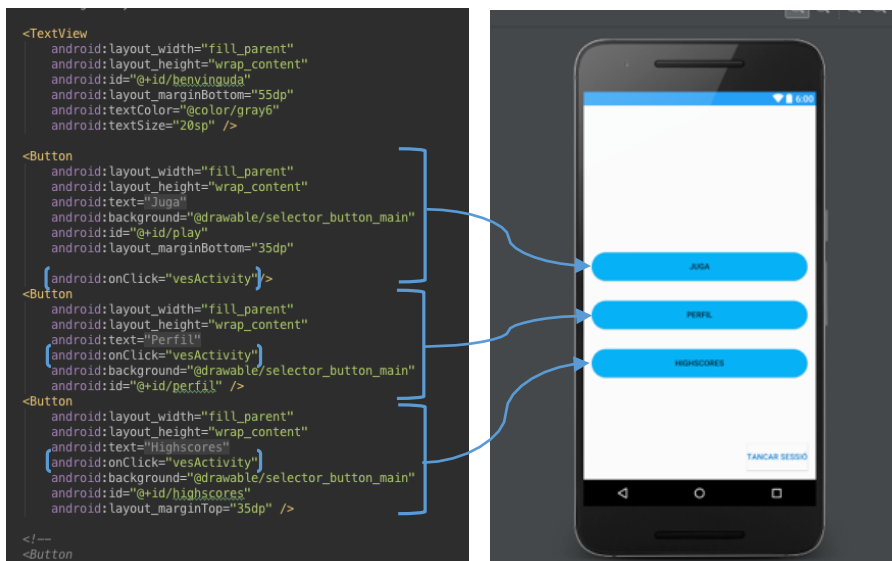 <TextView
android:layout_width="fill_parent"
android:layout_height="wrap_content"
android:id="@+id/benvinguda"
android:layout_marginBottom="55dp"
android:textColor="@color/gray6"
android:textSize="20sp" />
<Button
android:layout_width="fill_parent"
android:layout_height="wrap_content"
android:text="Juga"
android:background="@drawable/selector_button_main"
android:id="@+id/play"
android:layout_marginBottom="35dp"
android:onClick="vesActivity"/>
<Button
android:layout_width="fill_parent"
android:layout_height="wrap_content"
android:text="Perfil"
android:onClick="vesActivity"
android:background="@drawable/selector_button_main"
android:id="@+id/perfil" />
<Button
android:layout_width="fill_parent"
android:layout_height="wrap_content"
android:text="Highscores"
android:onClick="vesActivity"
android:background="@drawable/selector_button_main"
android:id="@+id/highscores"
android:layout_marginTop="35dp" />
<!--
<Button
6:00
JUGA
PERFIL
HIGHSCORES
TANCAR SESSIÓ